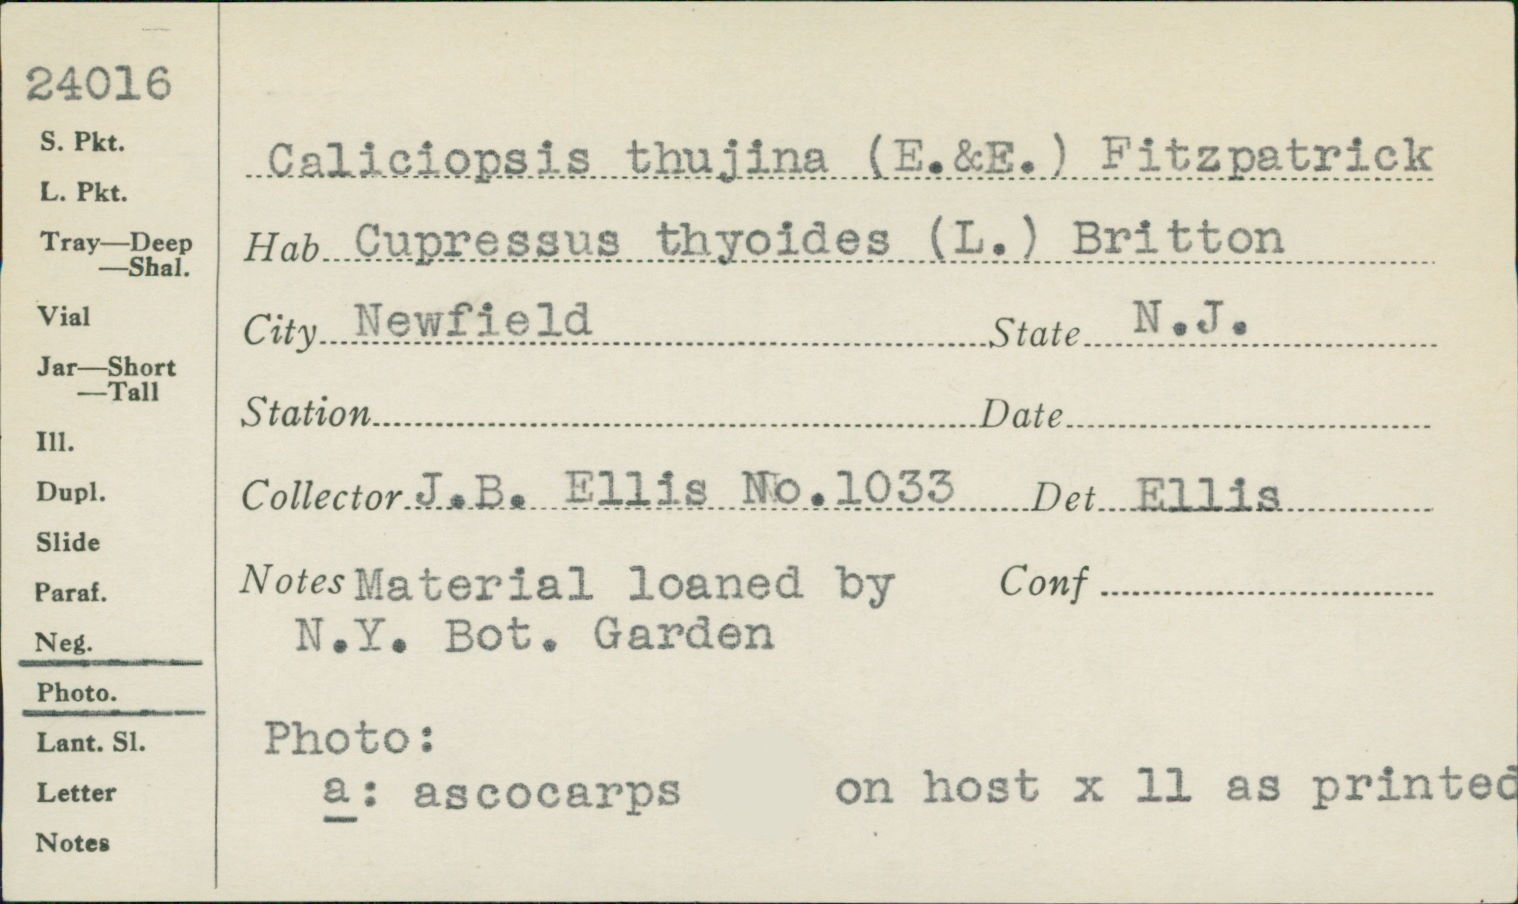 24016
S. Pkt.
L. Pkt.
Tray—Deep
—Shal.
Vial
Jar—Short
—Tall
Ill.
Dupl.
Slide
Paraf.
Neg.
Photo.
Lant. Sl.
Letter
Notes
Caliciopsis thujina (E.&E.) Fitzpatrick
Hab Cupressus thyoides (L.) Britton
City Newfield State N.J.
Station Date
Collector J.B. Ellis No.1033 Det Ellis
Notes Material loaned by Conf
N.Y. Bot. Garden
Photo:
a: ascocarps on host x 11 as printed